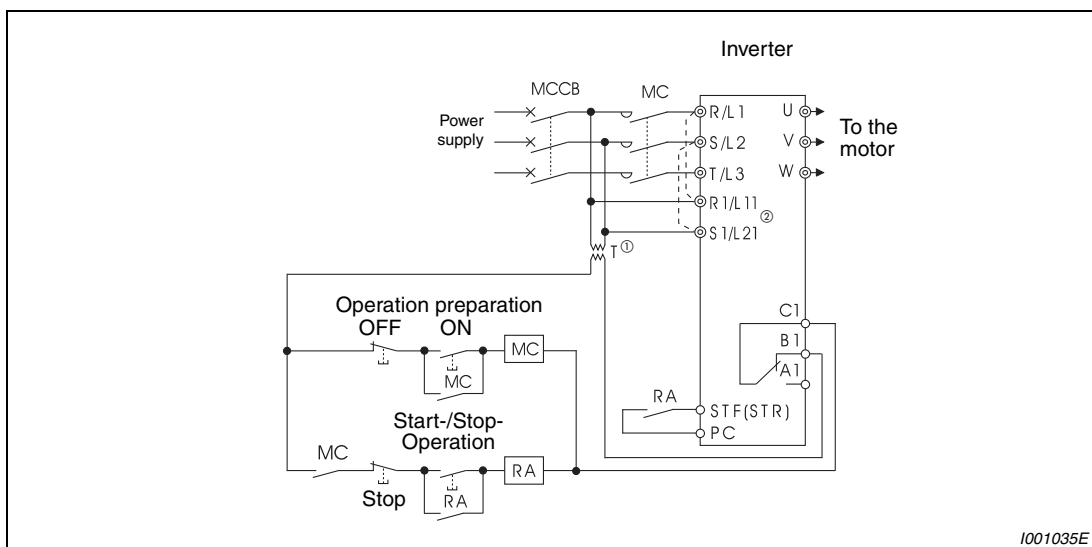 Inverter
MCCB
MC
Power
supply
R/L1
S/L2
T/L3
R1/L11
②
S1/L21
U
V
W
To the
motor
T①
Operation preparation
OFF
ON
MC
MC
C1
B1
A1
RA
STF(STR)
PC
Start-/Stop-
Operation
MC
Stop
RA
RA
I001035E